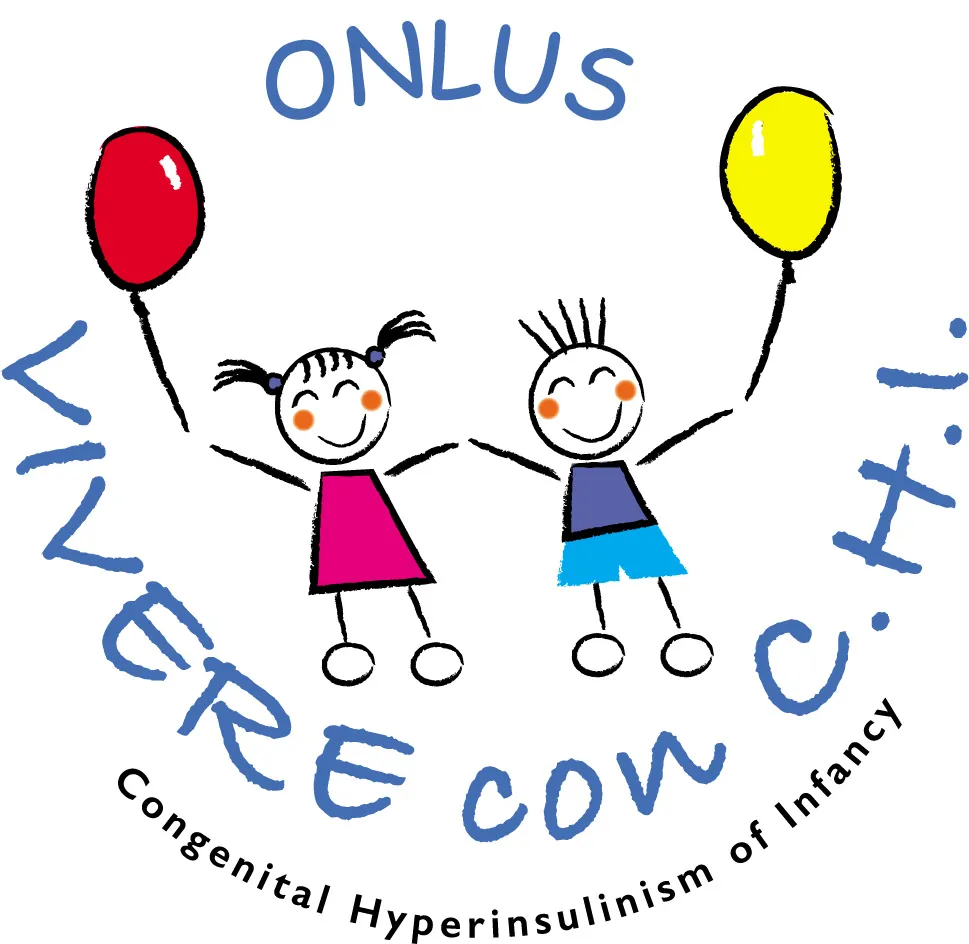 ONLUS
VIVERE CON C.H.I.
Congenital Hyperinsulinism of Infancy